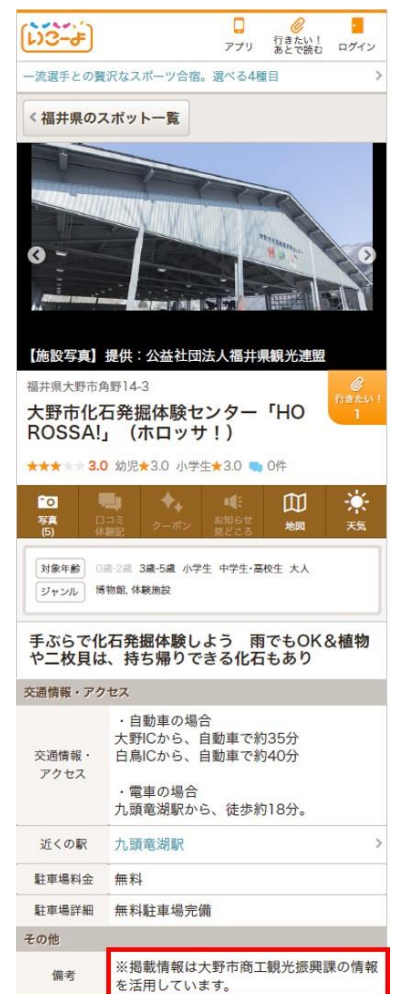 いこーよ
アプリ
行きたい！
あとで読む
ログイン
一流選手との贅沢なスポーツ合宿。選べる4種目
福井県のスポット一覧
【施設写真】提供：公益社団法人福井県観光連盟
福井県大野市角野14-3
行きたい！
1
大野市化石発掘体験センター「HO
ROSSA!」（ホロッサ！）
★★★★★ 3.0 幼児★3.0 小学生★3.0 0件
写真
(5)
口コミ
体験記
クーポン
お知らせ
見どころ
地図
天気
対象年齢 0歳-2歳 3歳-5歳 小学生 中学生・高校生 大人
ジャンル 博物館, 体験施設
手ぶらで化石発掘体験しよう 雨でもOK＆植物
や二枚貝は、持ち帰りできる化石もあり
交通情報・アクセス
交通情報・
アクセス
・自動車の場合
大野ICから、自動車で約35分
白鳥ICから、自動車で約40分
・電車の場合
九頭竜湖駅から、徒歩約18分。
近くの駅 九頭竜湖駅
駐車場料金 無料
駐車場詳細 無料駐車場完備
その他
備考
※掲載情報は大野市商工観光振興課の情報
を活用しています。